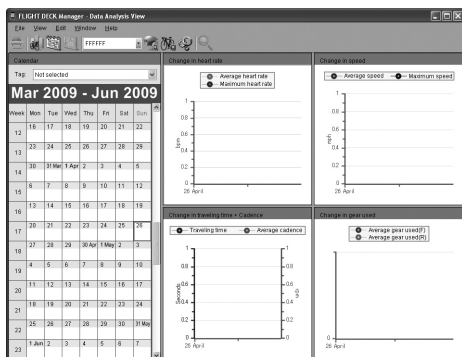 FLIGHT DECK Manager - Data Analysis View
File View Edit Window Help
FFFFFF
Calendar
Tag: Not selected
Mar 2009 - Jun 2009
Week Mon Tue Wed Thu Fri Sat Sun
12 16 17 18 19 20 21 22
13 23 24 25 26 27 28 29
14 30 31 Mar 1 Apr 2 3 4 5
15 6 7 8 9 10 11 12
16 13 14 15 16 17 18 19
17 20 21 22 23 24 25 26
18 27 28 29 30 Apr 1 May 2 3
19 4 5 6 7 8 9 10
20 11 12 13 14 15 16 17
21 18 19 20 21 22 23 24
22 25 26 27 28 29 30 31 May
23 1 Jun 2 3 4 5 6 7
Change in heart rate
Average heart rate
Maximum heart rate
1
0.8
0.6
bpm
0.4
0.2
0
26 April
Change in speed
Average speed Maximum speed
1
0.8
0.6
mph
0.4
0.2
0
26 April
Change in traveling time + Cadence
Traveling time Average cadence
1 1
0.8 0.8
0.6 0.6
Seconds rpm
0.4 0.4
0.2 0.2
0 0
26 April
Change in gear used
Average gear used(F)
Average gear used(R)
0
26 April